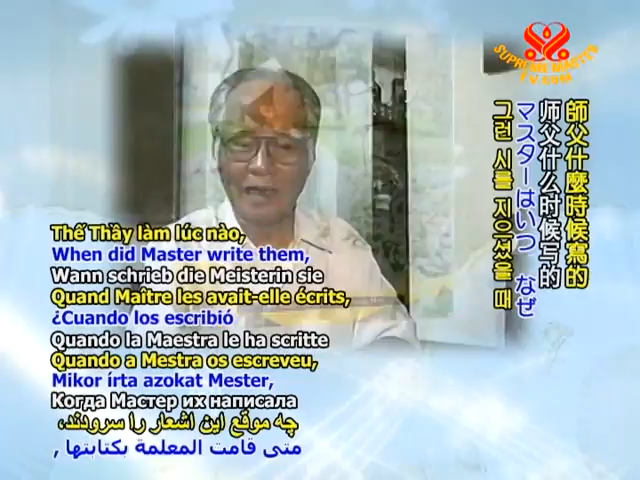 SUPREME MASTER
TV.COM
師父什麼時候寫的
师父什么时候写的
マスターはいつ なぜ
그런 시를 지으셨을 때
Thế Thầy làm lúc nào,
When did Master write them,
Wann schrieb die Meisterin sie
Quand Maître les avait-elle écrits,
¿Cuando los escribió
Quando la Maestra le ha scritte
Quando a Mestra os escreveu,
Mikor írta azokat Mester,
Когда Мастер их написала
چه موقع این اشعار را سرودند،
متى قامت المعلمة بكتابتها ,